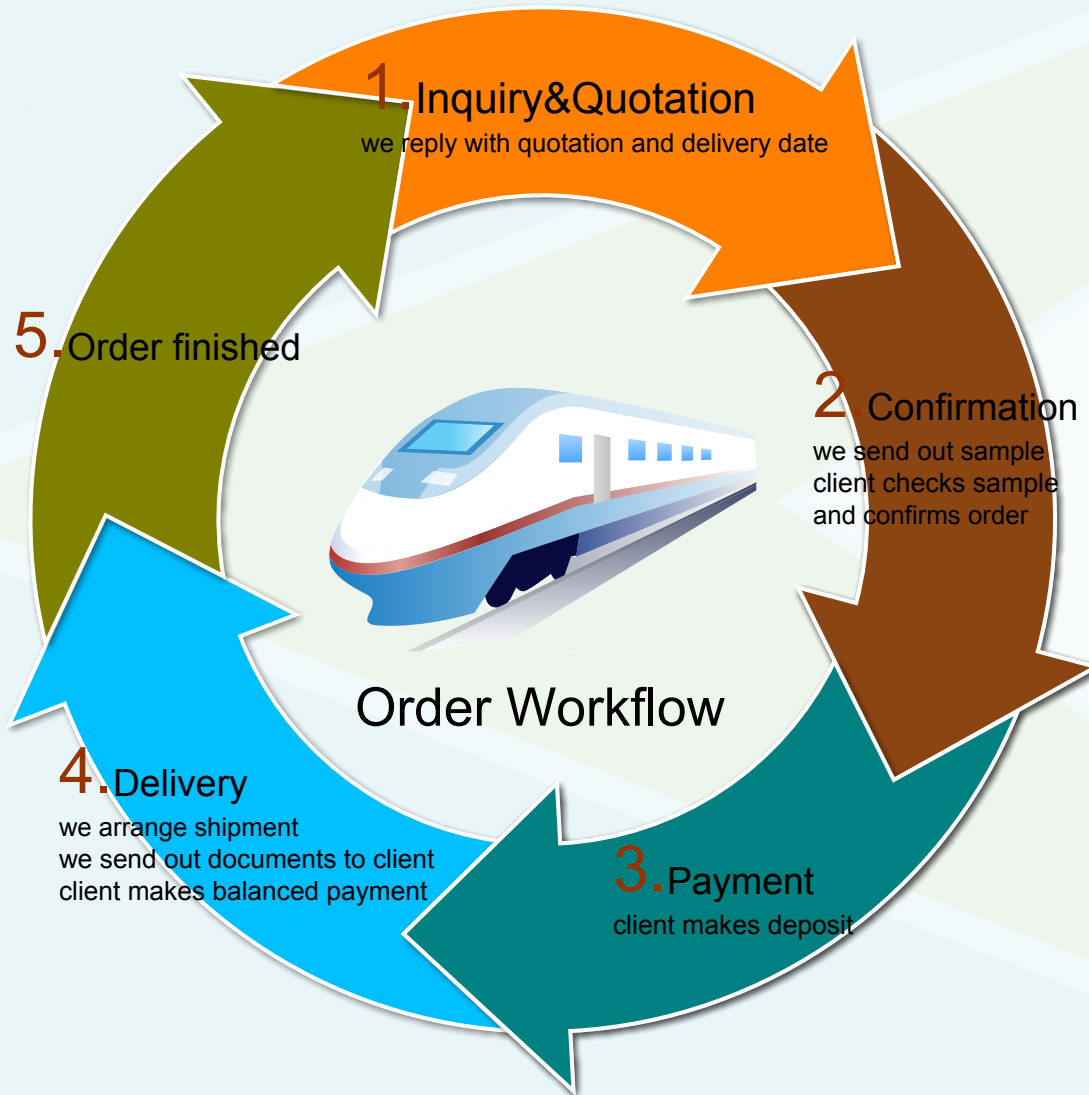 1.Inquiry&Quotation
we reply with quotation and delivery date
2.Confirmation
we send out sample
client checks sample
and confirms order
3.Payment
client makes deposit
4.Delivery
we arrange shipment
we send out documents to client
client makes balanced payment
5.Order finished
Order Workflow